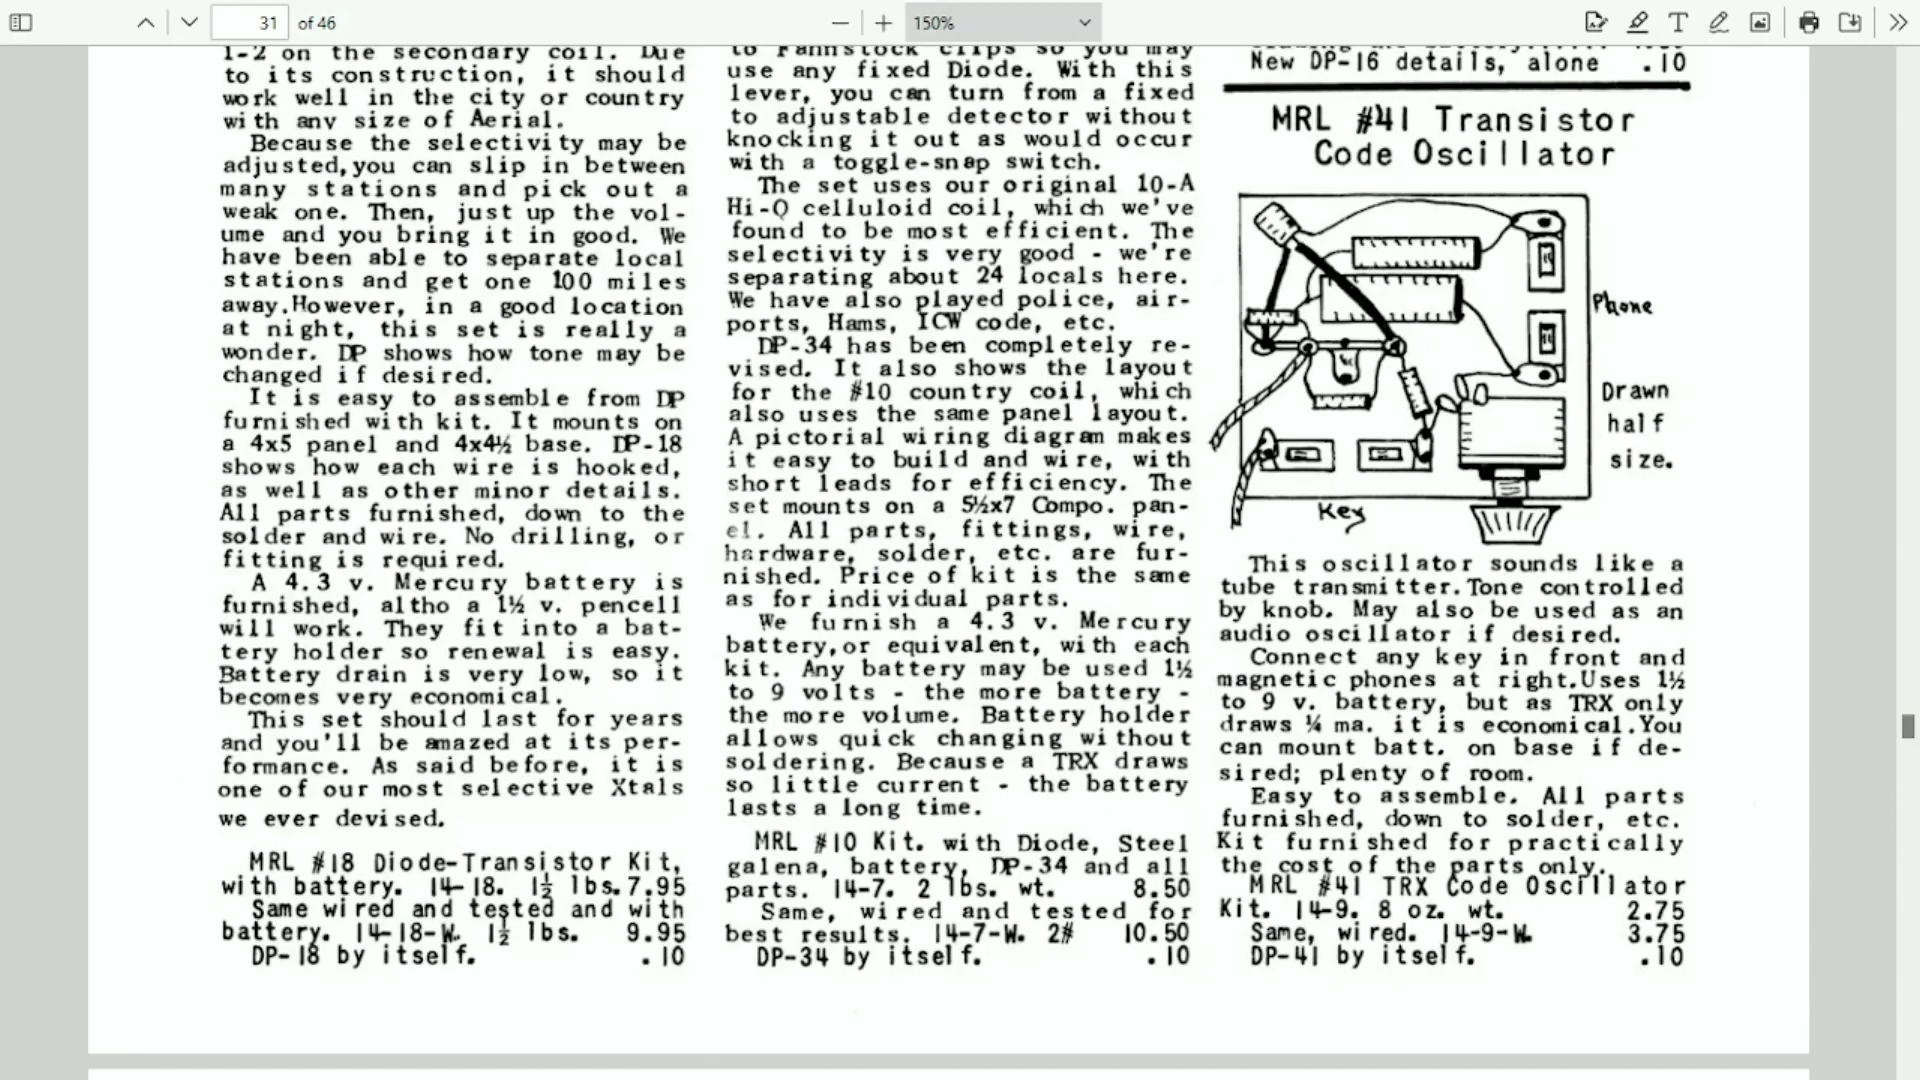 31 of 46
150%
1-2 on the secondary coil. Due
to its construction, it should
work well in the city or country
with any size of Aerial.
Because the selectivity may be
adjusted,you can slip in between
many stations and pick out a
weak one. Then, just up the vol-
ume and you bring it in good. We
have been able to separate local
stations and get one 100 miles
away.However, in a good location
at night, this set is really a
wonder. DP shows how tone may be
changed if desired.
It is easy to assemble from DP
furnished with kit. It mounts on
a 4x5 panel and 4x4½ base. DP-18
shows how each wire is hooked,
as well as other minor details.
All parts furnished, down to the
solder and wire. No drilling, or
fitting is required.
A 4.3 v. Mercury battery is
furnished, altho a 1½ v. pencell
will work. They fit into a bat-
tery holder so renewal is easy.
Battery drain is very low, so it
becomes very economical.
This set should last for years
and you'll be amazed at its per-
formance. As said before, it is
one of our most selective Xtals
we ever devised.
MRL #18 Diode-Transistor Kit,
with battery. 14-18. 1½ lbs. 7.95
Same wired and tested and with
battery. 14-18-W. 1½ lbs. 9.95
DP-18 by itself. .10
to Fahnstock clips so you may
use any fixed Diode. With this
lever, you can turn from a fixed
to adjustable detector without
knocking it out as would occur
with a toggle-snap switch.
The set uses our original 10-A
Hi-Q celluloid coil, which we've
found to be most efficient. The
selectivity is very good - we're
separating about 24 locals here.
We have also played police, air-
ports, Hams, ICW code, etc.
DP-34 has been completely re-
vised. It also shows the layout
for the #10 country coil, which
also uses the same panel layout.
A pictorial wiring diagram makes
it easy to build and wire, with
short leads for efficiency. The
set mounts on a 5½x7 Compo. pan-
el. All parts, fittings, wire,
hardware, solder, etc. are fur-
nished. Price of kit is the same
as for individual parts.
We furnish a 4.3 v. Mercury
battery,or equivalent, with each
kit. Any battery may be used 1½
to 9 volts - the more battery -
the more volume. Battery holder
allows quick changing without
soldering. Because a TRX draws
so little current - the battery
lasts a long time.
MRL #10 Kit. with Diode, Steel
galena, battery, DP-34 and all
parts. 14-7. 2 lbs. wt. 8.50
Same, wired and tested for
best results. 14-7-W. 2# 10.50
DP-34 by itself. .10
New DP-16 details, alone .10
MRL #41 Transistor
Code Oscillator
Phone
Drawn
half
size.
Key
This oscillator sounds like a
tube transmitter. Tone controlled
by knob. May also be used as an
audio oscillator if desired.
Connect any key in front and
magnetic phones at right.Uses 1½
to 9 v. battery, but as TRX only
draws ¼ ma. it is economical.You
can mount batt. on base if de-
sired; plenty of room.
Easy to assemble. All parts
furnished, down to solder, etc.
Kit furnished for practically
the cost of the parts only.
MRL #41 TRX Code Oscillator
Kit. 14-9. 8 oz. wt. 2.75
Same, wired. 14-9-W. 3.75
DP-41 by itself. .10